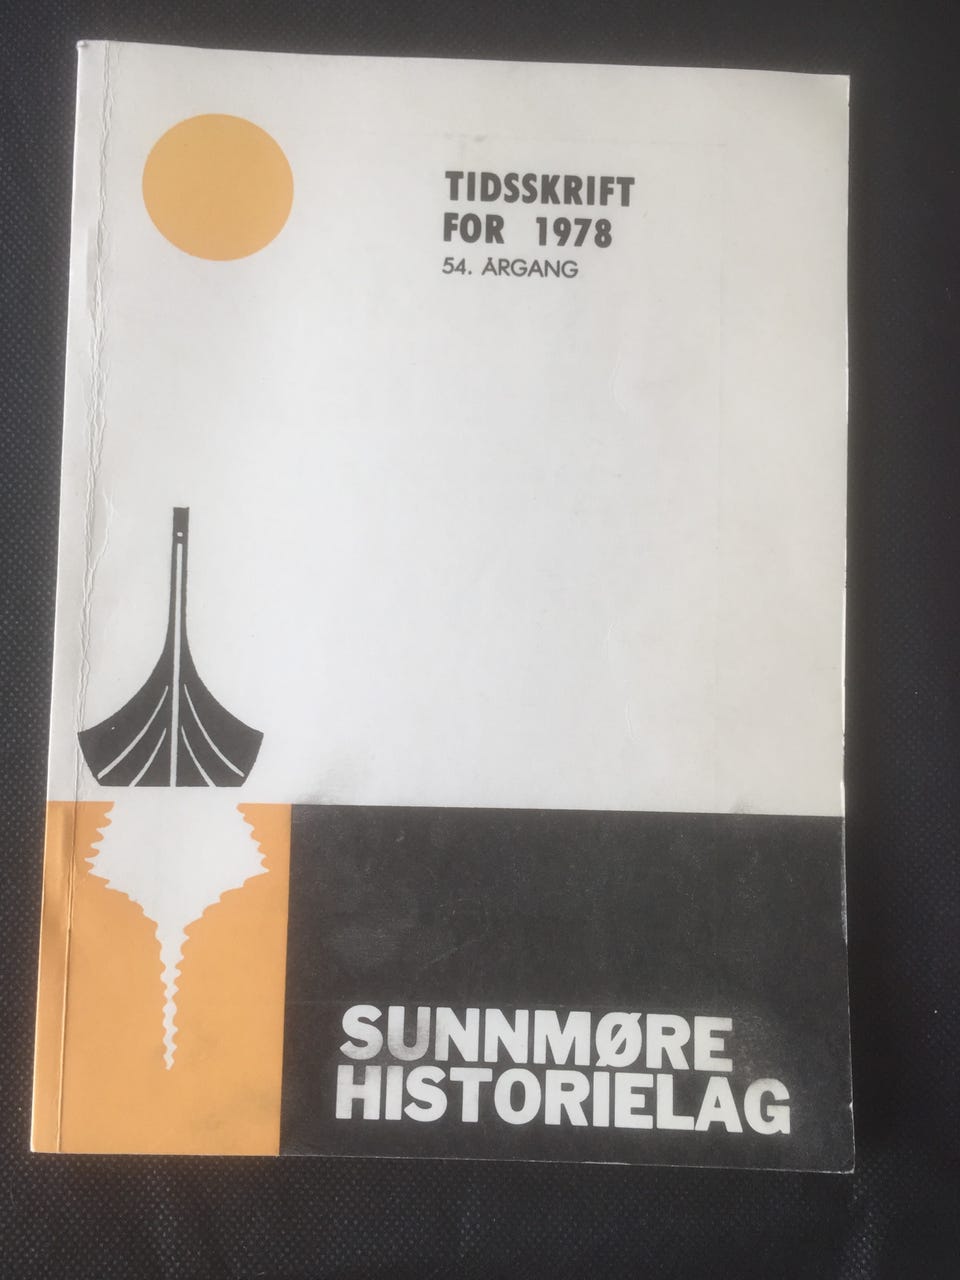 TIDSSKRIFT
FOR 1978
54. ÅRGANG
SUNNMØRE
HISTORIELAG